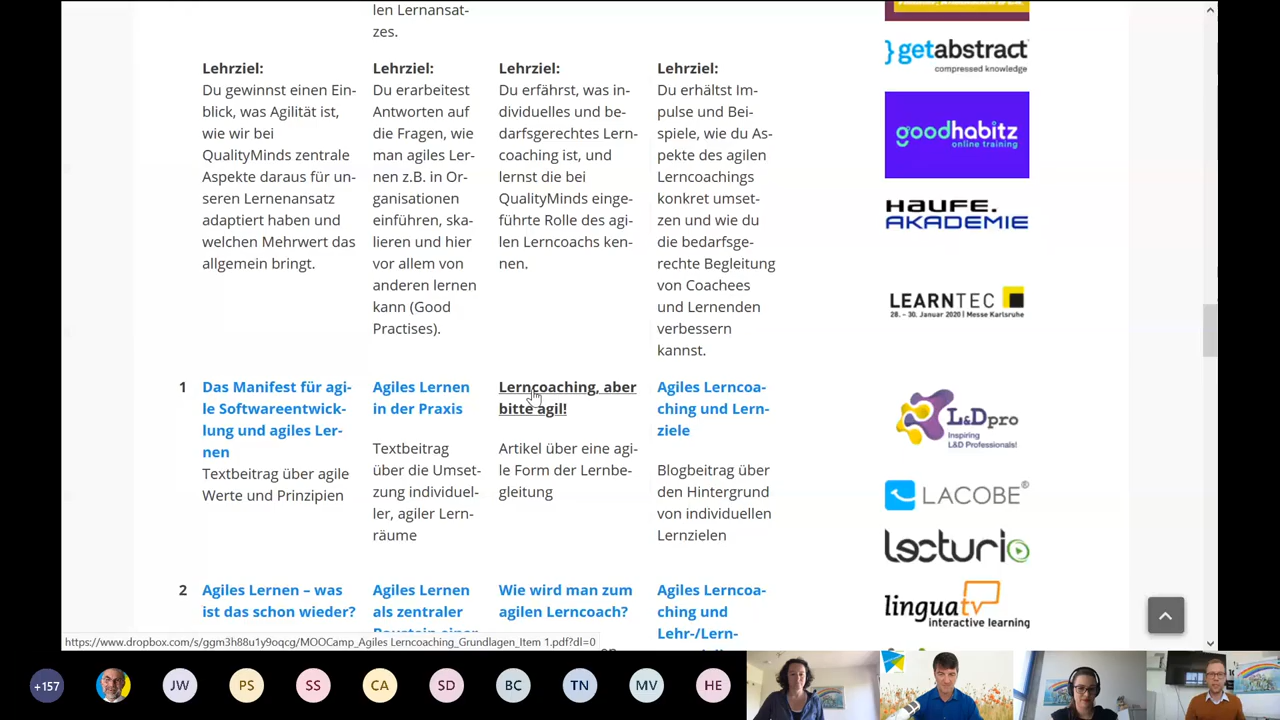 len Lernansat-
zes.
Lehrziel:
Du gewinnst einen Ein-
blick, was Agilität ist,
wie wir bei
QualityMinds zentrale
Aspekte daraus für un-
seren Lernenansatz
adaptiert haben und
welchen Mehrwert das
allgemein bringt.
Lehrziel:
Du erarbeitest
Antworten auf
die Fragen, wie
man agiles Ler-
nen z.B. in Or-
ganisationen
einführen, ska-
lieren und hier
vor allem von
anderen lernen
kann (Good
Practises).
Lehrziel:
Du erfährst, was in-
dividuelles und be-
darfsgerechtes Lern-
coaching ist, und
lernst die bei
QualityMinds einge-
führte Rolle des agi-
len Lerncoachs ken-
nen.
Lehrziel:
Du erhältst Im-
pulse und Bei-
spiele, wie du As-
pekte des agilen
Lerncoachings
konkret umset-
zen und wie du
die bedarfsge-
rechte Begleitung
von Coachees
und Lernenden
verbessern
kannst.
1
Das Manifest für agi-
le Softwareentwick-
lung und agiles Ler-
nen
Textbeitrag über agile
Werte und Prinzipien
Agiles Lernen
in der Praxis
Textbeitrag
über die Umset-
zung individuel-
ler, agiler Lern-
räume
Lerncoaching, aber
bitte agil!
Artikel über eine agi-
le Form der Lernbe-
gleitung
Agiles Lerncoa-
ching und Lern-
ziele
Blogbeitrag über
den Hintergrund
von individuellen
Lernzielen
2
Agiles Lernen – was
ist das schon wieder?
Agiles Lernen
als zentraler
Wie wird man zum
agilen Lerncoach?
Agiles Lerncoa-
ching und
Lehr-/Lern-
}getabstract
compressed knowledge
goodhabitz
online training
HAUFE.
AKADEMIE
LEARNTEC
28. – 30. Januar 2020 | Messe Karlsruhe
L&Dpro
Inspiring
L&D Professionals!
LACOBE®
lecturio
linguatv
interactive learning
https://www.dropbox.com/s/ggm3h88u1y9oqcg/MOOCamp_Agiles Lerncoaching_Grundlagen_Item 1.pdf?dl=0
+157
JW
PS
SS
CA
SD
BC
TN
MV
HE